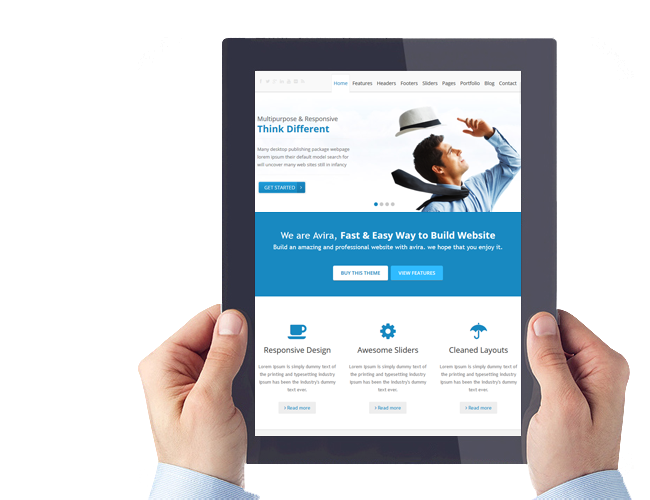 Home Features Headers Footers Sliders Pages Portfolio Blog Contact
Multipurpose & Responsive
Think Different
Many desktop publishing package webpage
lorem ipsum their default model search for
will uncover many web sites still in infancy
GET STARTED
We are Avira, Fast & Easy Way to Build Website
Build an amazing and professional website with avira. we hope that you enjoy it.
BUY THIS THEME VIEW FEATURES
Responsive Design Awesome Sliders Cleaned Layouts
Lorem Ipsum is simply dummy text of Lorem Ipsum is simply dummy text of Lorem Ipsum is simply dummy text of
the printing and typesetting industry the printing and typesetting industry the printing and typesetting industry
Ipsum has been the industry's dummy Ipsum has been the industry's dummy Ipsum has been the industry's dummy
text ever. text ever. text ever.
› Read more › Read more › Read more